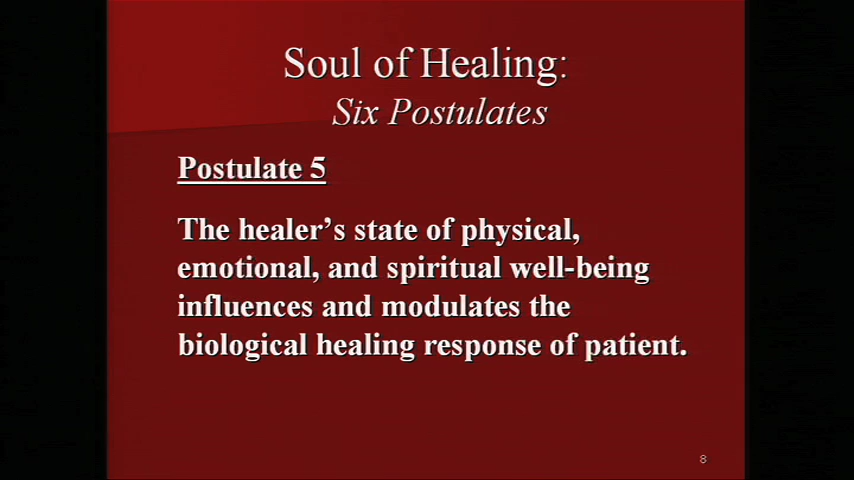 Soul of Healing:
Six Postulates
Postulate 5
The healer’s state of physical,
emotional, and spiritual well-being
influences and modulates the
biological healing response of patient.
8